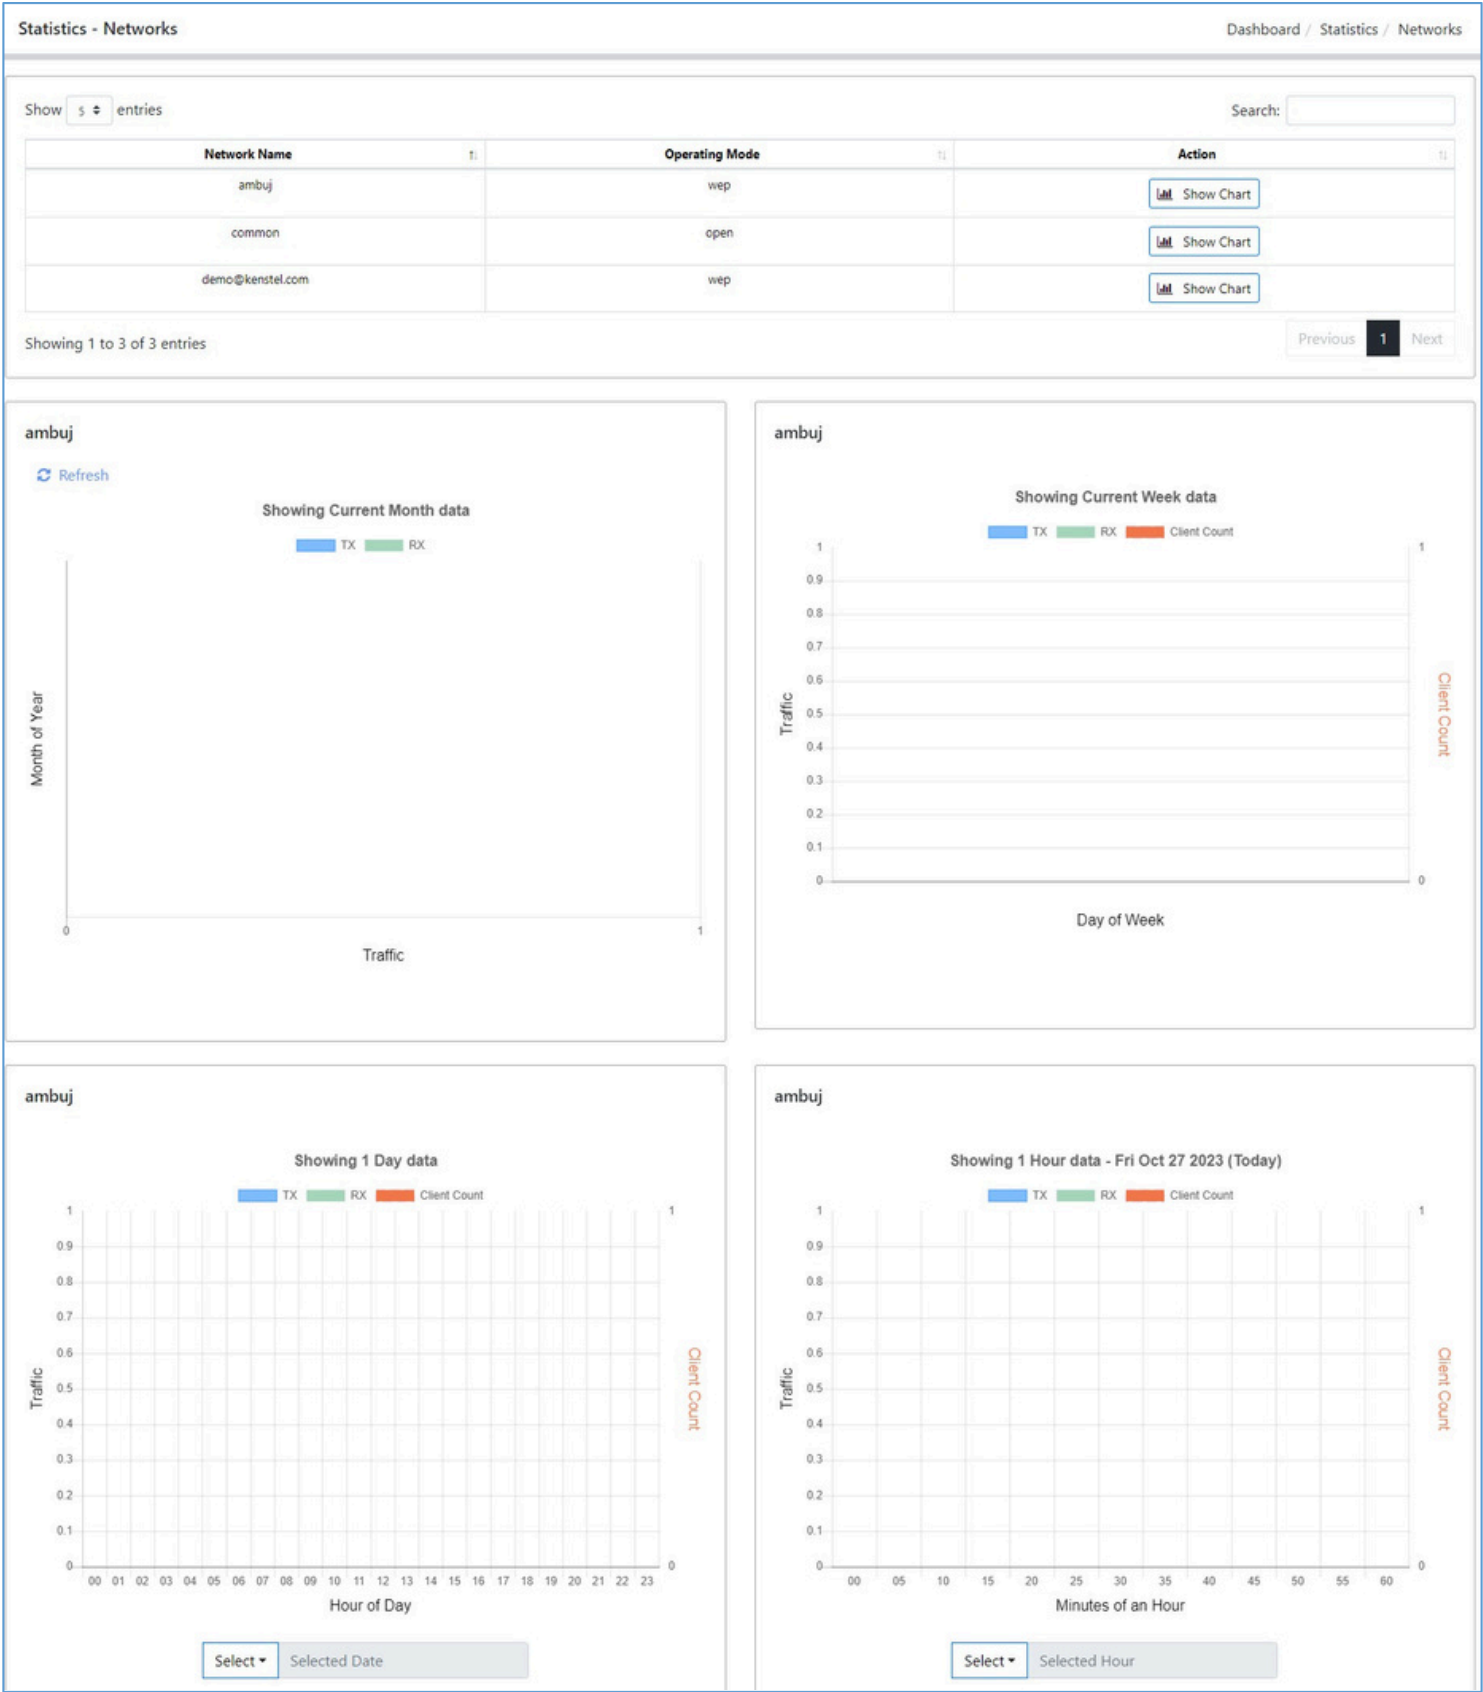 Statistics - Networks
Dashboard / Statistics / Networks
Show 5 entries
Search:
Network Name Operating Mode Action
ambuj wep Show Chart
common open Show Chart
demo@kenstel.com wep Show Chart
Showing 1 to 3 of 3 entries
Previous 1 Next
ambuj
Refresh
Showing Current Month data
TX RX
Month of Year
0 1
Traffic
ambuj
Showing Current Week data
TX RX Client Count
1 1
0.9
0.8
0.7
0.6
0.5
0.4
0.3
0.2
0.1
0 0
Traffic
Client Count
Day of Week
ambuj
Showing 1 Day data
TX RX Client Count
1 1
0.9
0.8
0.7
0.6
0.5
0.4
0.3
0.2
0.1
0 0
Traffic
Client Count
00 01 02 03 04 05 06 07 08 09 10 11 12 13 14 15 16 17 18 19 20 21 22 23
Hour of Day
Select Selected Date
ambuj
Showing 1 Hour data - Fri Oct 27 2023 (Today)
TX RX Client Count
1 1
0.9
0.8
0.7
0.6
0.5
0.4
0.3
0.2
0.1
0 0
Traffic
Client Count
00 05 10 15 20 25 30 35 40 45 50 55 60
Minutes of an Hour
Select Selected Hour